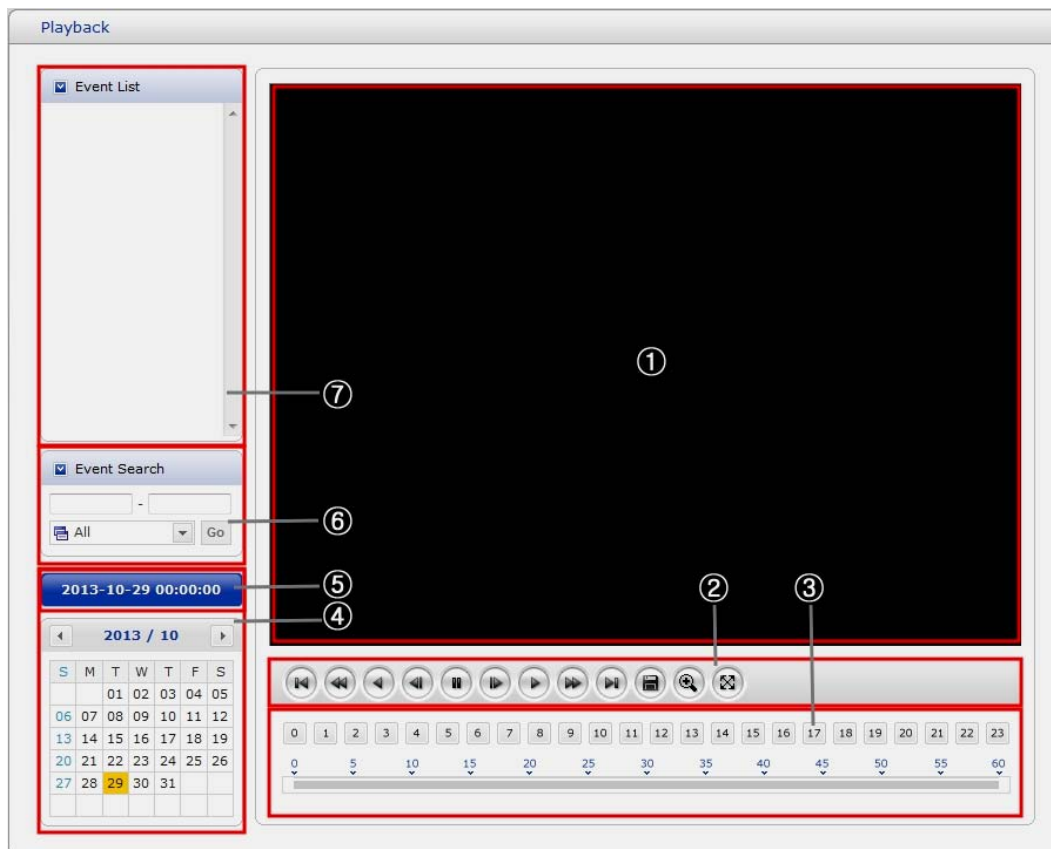 Playback
Event List
①
⑦
Event Search
-
All Go
⑥
2013-10-29 00:00:00
⑤
④
2013 / 10
S M T W T F S
01 02 03 04 05
06 07 08 09 10 11 12
13 14 15 16 17 18 19
20 21 22 23 24 25 26
27 28 29 30 31
② ③
0 1 2 3 4 5 6 7 8 9 10 11 12 13 14 15 16 17 18 19 20 21 22 23
0 5 10 15 20 25 30 35 40 45 50 55 60